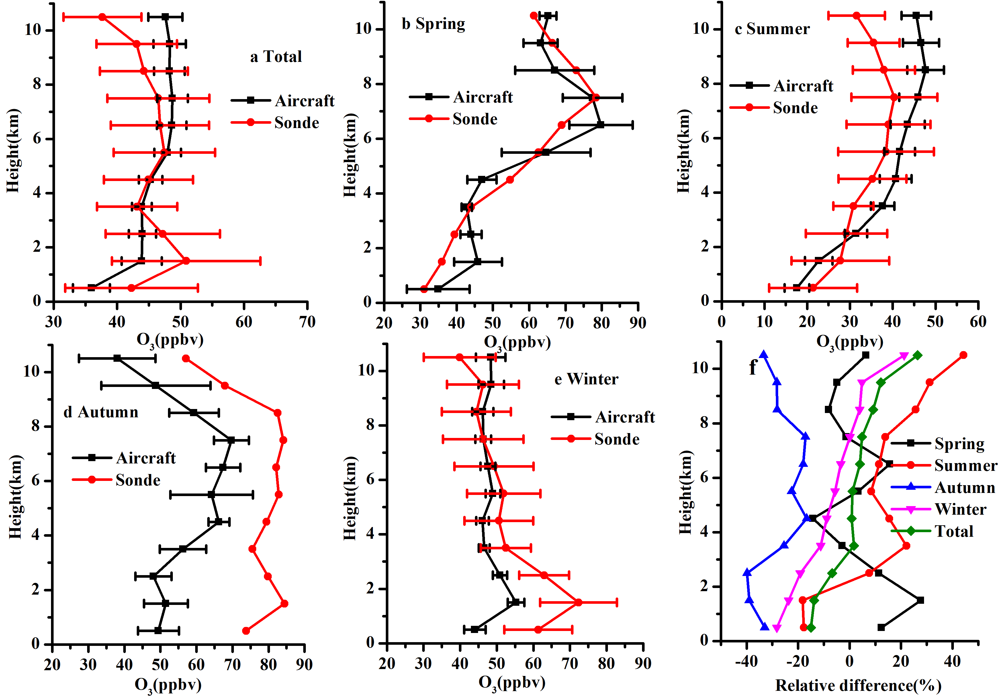 a Total
Aircraft
Sonde
10
8
6
4
2
0
Height(km)
30 40 50 60 70
O3(ppbv)
b Spring
Aircraft
Sonde
10
8
6
4
2
0
Height(km)
20 30 40 50 60 70 80 90
O3(ppbv)
c Summer
Aircraft
Sonde
10
8
6
4
2
0
Height(km)
0 10 20 30 40 50 60
O3(ppbv)
d Autumn
Aircraft
Sonde
10
8
6
4
2
0
Height(km)
20 30 40 50 60 70 80 90
O3(ppbv)
e Winter
Aircraft
Sonde
10
8
6
4
2
0
Height(km)
20 30 40 50 60 70 80 90
O3(ppbv)
f
Spring
Summer
Autumn
Winter
Total
10
8
6
4
2
0
Height(km)
-40 -20 0 20 40
Relative difference(%)